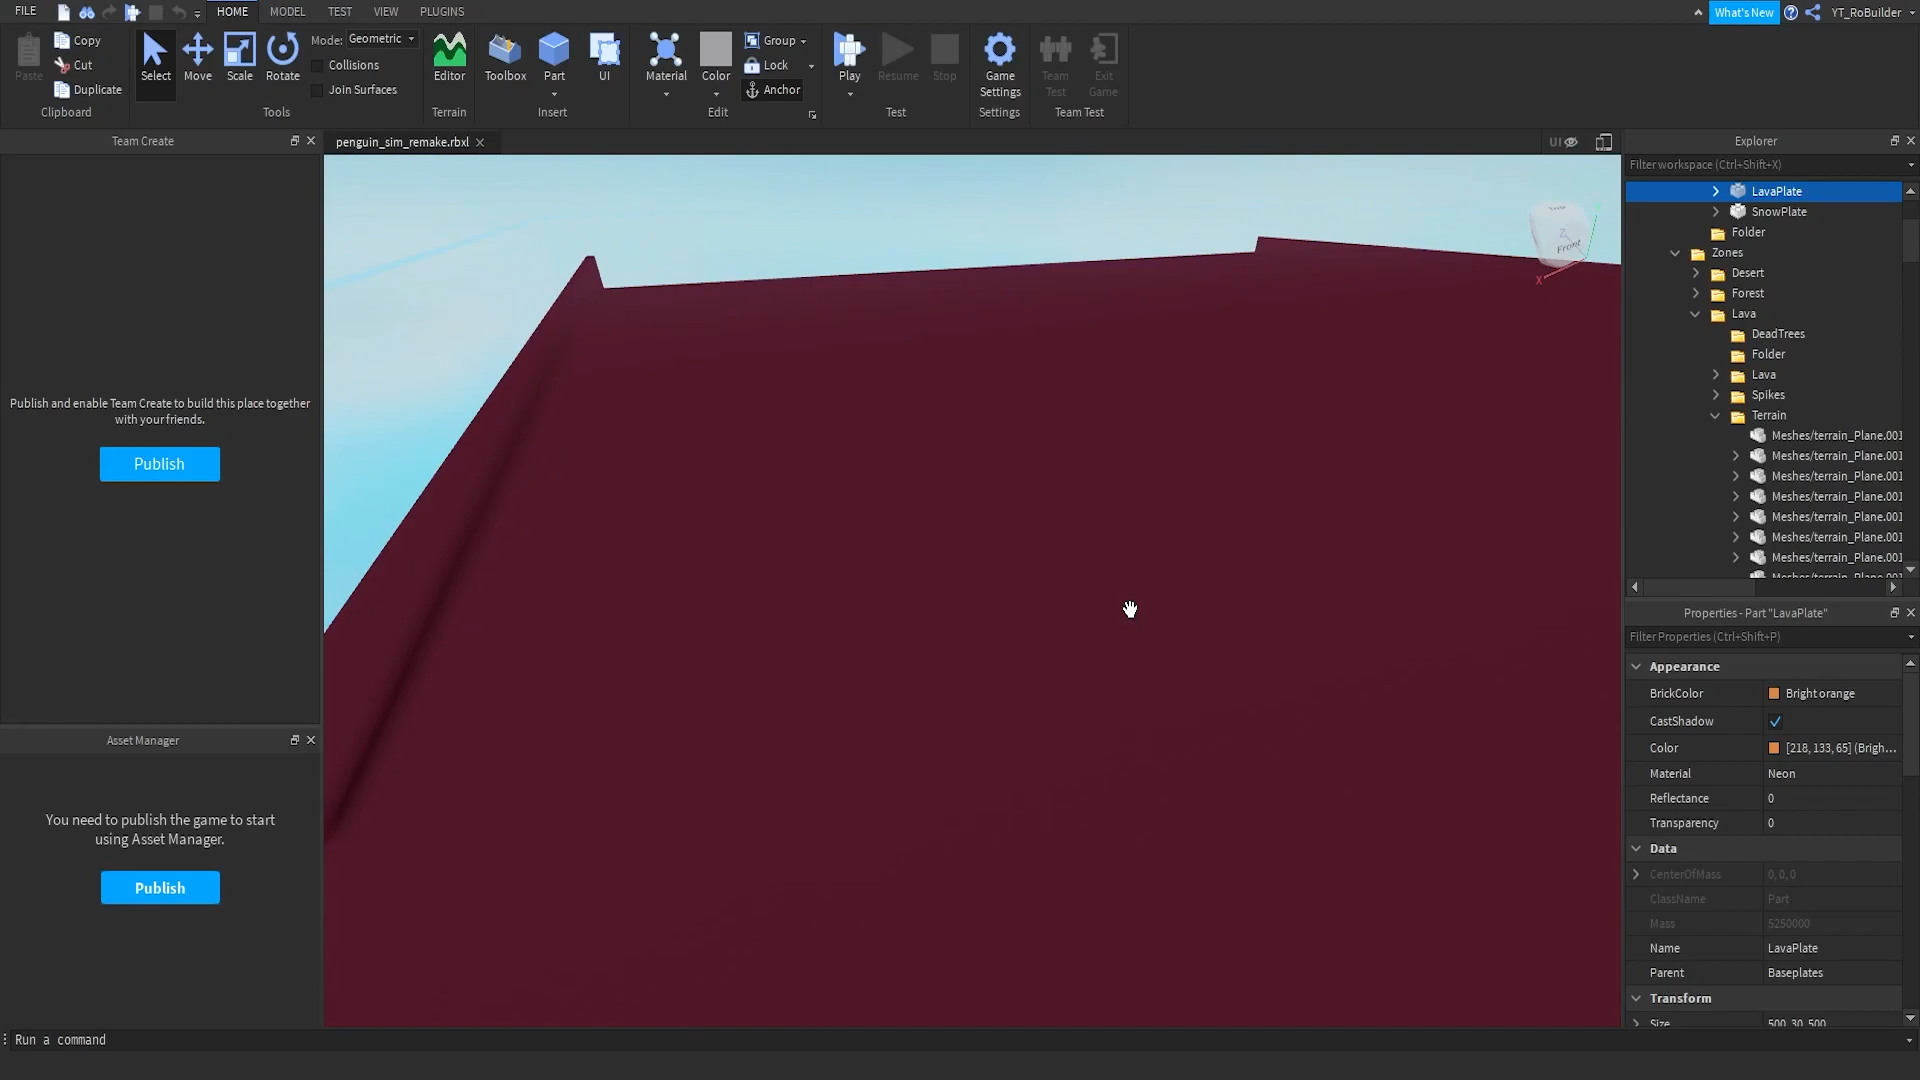 FILE
HOME
MODEL
TEST
VIEW
PLUGINS
What's New
YT_RoBuilder
Paste
Copy
Cut
Duplicate
Clipboard
Select
Move
Scale
Rotate
Mode: Geometric
Collisions
Join Surfaces
Tools
Editor
Terrain
Toolbox
Part
UI
Insert
Material
Color
Group
Lock
Anchor
Edit
Play
Resume
Stop
Test
Game
Settings
Settings
Team
Test
Exit
Game
Team Test
Team Create
penguin_sim_remake.rbxl
UI
Explorer
Filter workspace (Ctrl+Shift+X)
LavaPlate
SnowPlate
Folder
Zones
Desert
Forest
Lava
DeadTrees
Folder
Lava
Spikes
Terrain
Meshes/terrain_Plane.001
Meshes/terrain_Plane.001
Meshes/terrain_Plane.001
Meshes/terrain_Plane.001
Meshes/terrain_Plane.001
Meshes/terrain_Plane.001
Meshes/terrain_Plane.001
Meshes/terrain_Plane.001
Z
Front
X
Publish and enable Team Create to build this place together
with your friends.
Publish
Asset Manager
You need to publish the game to start
using Asset Manager.
Publish
Properties - Part "LavaPlate"
Filter Properties (Ctrl+Shift+P)
Appearance
BrickColor Bright orange
CastShadow
Color [218, 133, 65] (Brigh...
Material Neon
Reflectance 0
Transparency 0
Data
CenterOfMass 0, 0, 0
ClassName Part
Mass 5250000
Name LavaPlate
Parent Baseplates
Transform
Size 500, 30, 500
Run a command